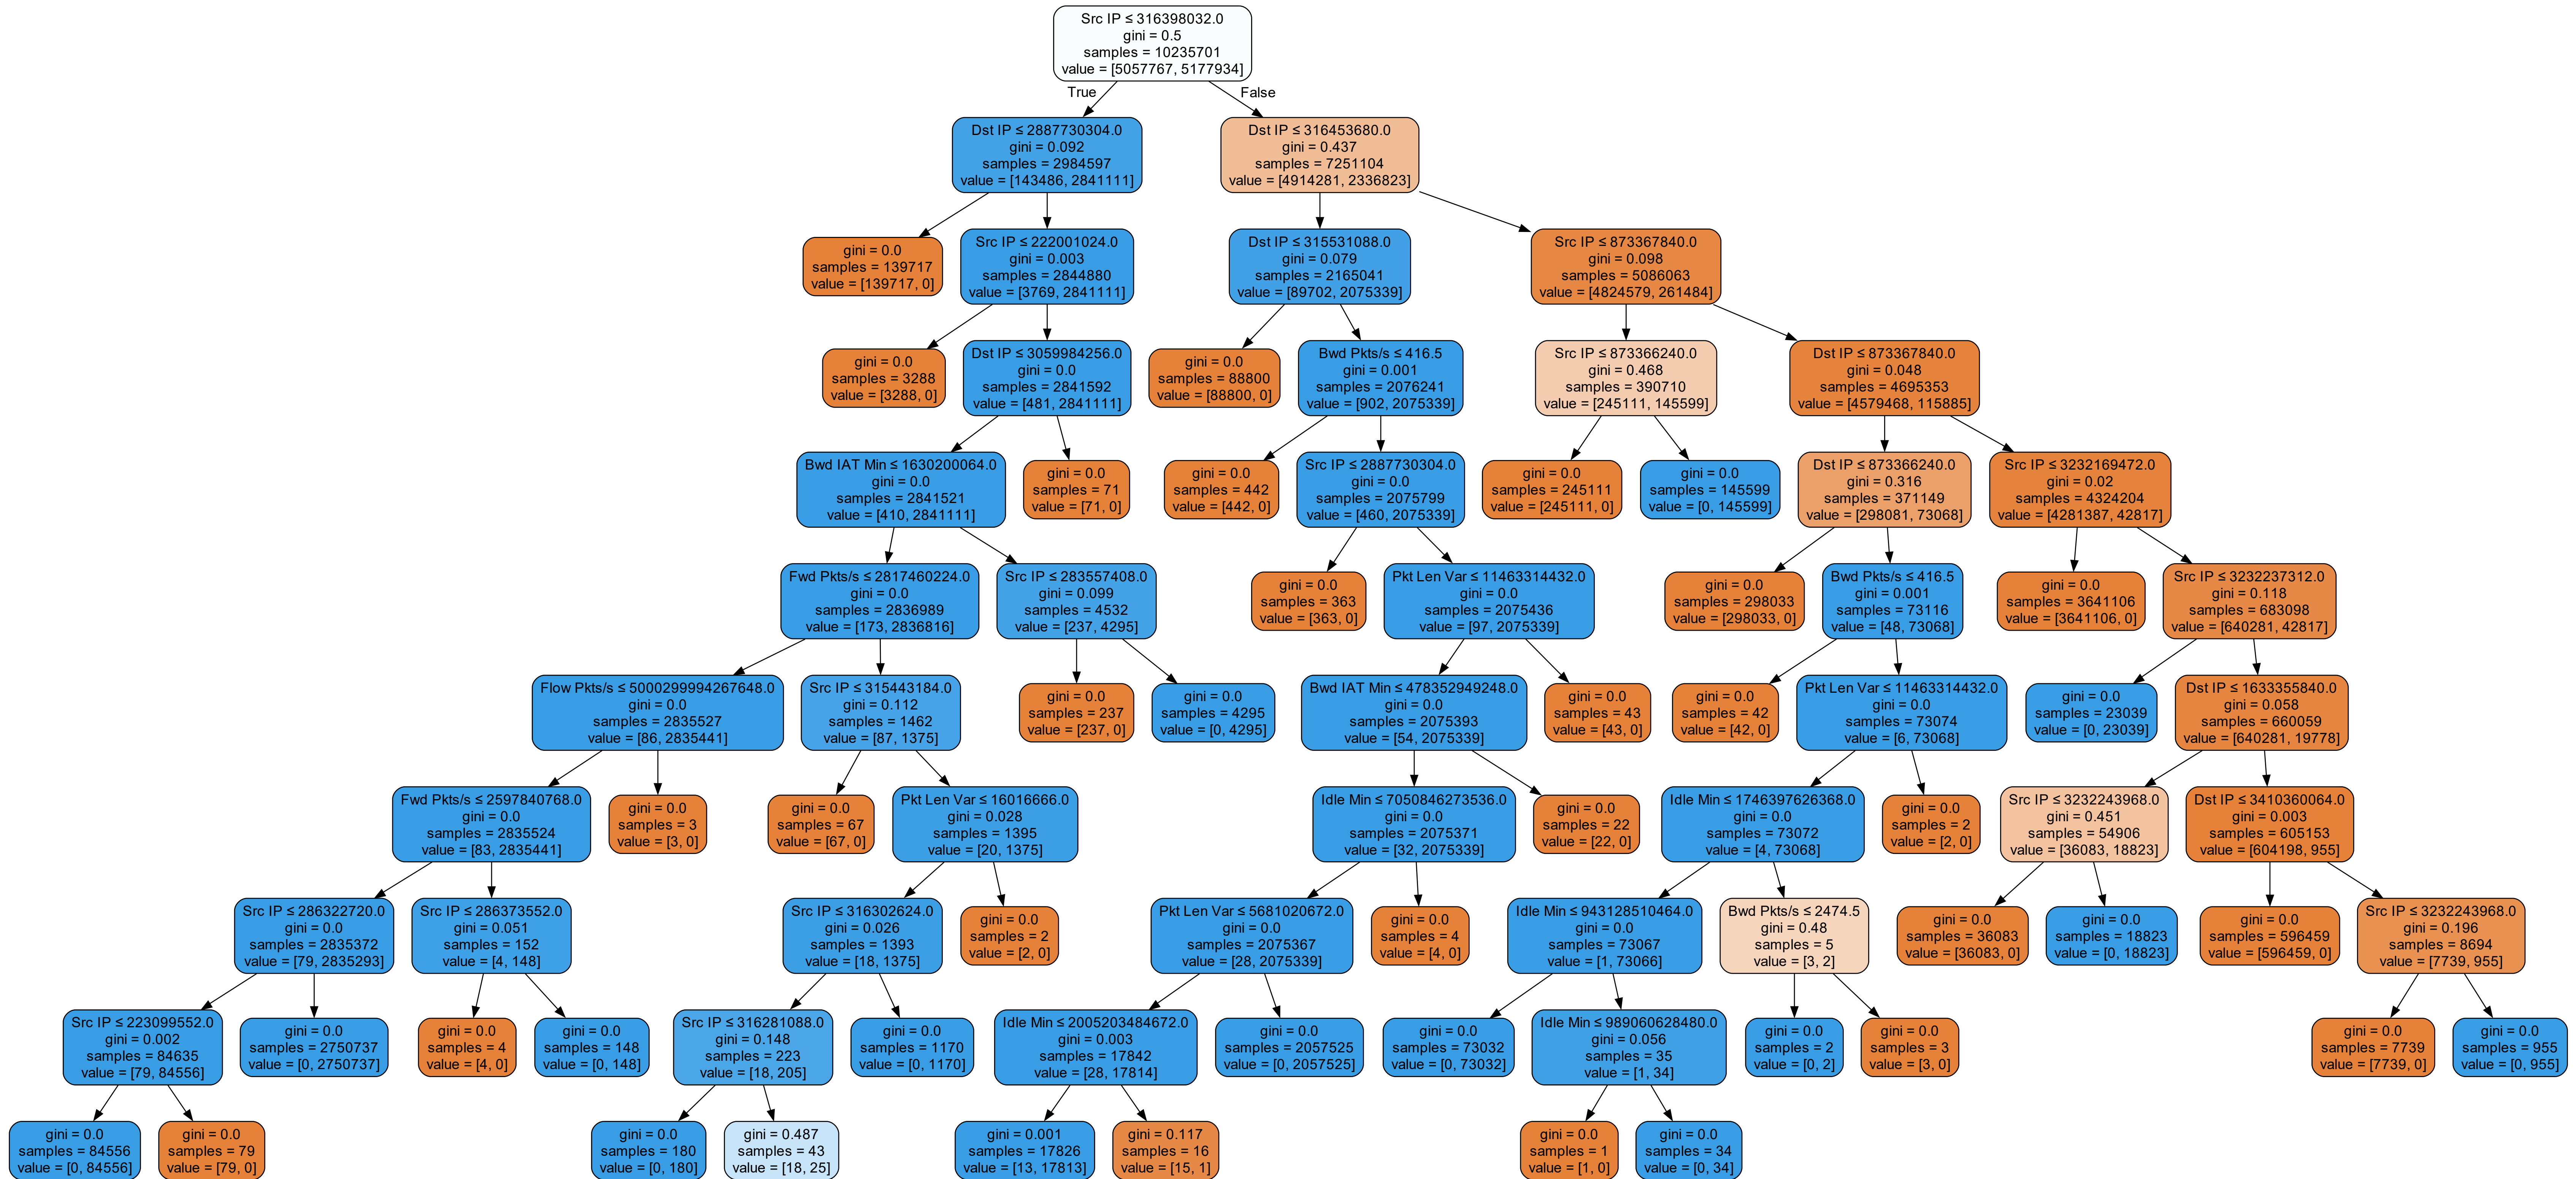 Src IP ≤ 316398032.0
gini = 0.5
samples = 10235701
value = [5057767, 5177934]
True
False
Dst IP ≤ 2887730304.0
gini = 0.092
samples = 2984597
value = [143486, 2841111]
Dst IP ≤ 316453680.0
gini = 0.437
samples = 7251104
value = [4914281, 2336823]
gini = 0.0
samples = 139717
value = [139717, 0]
Src IP ≤ 222001024.0
gini = 0.003
samples = 2844880
value = [3769, 2841111]
Dst IP ≤ 315531088.0
gini = 0.079
samples = 2165041
value = [89702, 2075339]
Src IP ≤ 873367840.0
gini = 0.098
samples = 5086063
value = [4824579, 261484]
gini = 0.0
samples = 3288
value = [3288, 0]
Dst IP ≤ 3059984256.0
gini = 0.0
samples = 2841592
value = [481, 2841111]
gini = 0.0
samples = 88800
value = [88800, 0]
Bwd Pkts/s ≤ 416.5
gini = 0.001
samples = 2076241
value = [902, 2075339]
Src IP ≤ 873366240.0
gini = 0.468
samples = 390710
value = [245111, 145599]
Dst IP ≤ 873367840.0
gini = 0.048
samples = 4695353
value = [4579468, 115885]
Bwd IAT Min ≤ 1630200064.0
gini = 0.0
samples = 2841521
value = [410, 2841111]
gini = 0.0
samples = 71
value = [71, 0]
gini = 0.0
samples = 442
value = [442, 0]
Src IP ≤ 2887730304.0
gini = 0.0
samples = 2075799
value = [460, 2075339]
gini = 0.0
samples = 245111
value = [245111, 0]
gini = 0.0
samples = 145599
value = [0, 145599]
Dst IP ≤ 873366240.0
gini = 0.316
samples = 371149
value = [298081, 73068]
Src IP ≤ 3232169472.0
gini = 0.02
samples = 4324204
value = [4281387, 42817]
Fwd Pkts/s ≤ 2817460224.0
gini = 0.0
samples = 2836989
value = [173, 2836816]
Src IP ≤ 283557408.0
gini = 0.099
samples = 4532
value = [237, 4295]
gini = 0.0
samples = 363
value = [363, 0]
Pkt Len Var ≤ 11463314432.0
gini = 0.0
samples = 2075436
value = [97, 2075339]
gini = 0.0
samples = 298033
value = [298033, 0]
Bwd Pkts/s ≤ 416.5
gini = 0.001
samples = 73116
value = [48, 73068]
gini = 0.0
samples = 3641106
value = [3641106, 0]
Src IP ≤ 3232237312.0
gini = 0.118
samples = 683098
value = [640281, 42817]
Flow Pkts/s ≤ 5000299994267648.0
gini = 0.0
samples = 2835527
value = [86, 2835441]
Src IP ≤ 315443184.0
gini = 0.112
samples = 1462
value = [87, 1375]
gini = 0.0
samples = 237
value = [237, 0]
gini = 0.0
samples = 4295
value = [0, 4295]
Bwd IAT Min ≤ 478352949248.0
gini = 0.0
samples = 2075393
value = [54, 2075339]
gini = 0.0
samples = 43
value = [43, 0]
gini = 0.0
samples = 42
value = [42, 0]
Pkt Len Var ≤ 11463314432.0
gini = 0.0
samples = 73074
value = [6, 73068]
gini = 0.0
samples = 23039
value = [0, 23039]
Dst IP ≤ 1633355840.0
gini = 0.058
samples = 660059
value = [640281, 19778]
Fwd Pkts/s ≤ 2597840768.0
gini = 0.0
samples = 2835524
value = [83, 2835441]
gini = 0.0
samples = 3
value = [3, 0]
gini = 0.0
samples = 67
value = [67, 0]
Pkt Len Var ≤ 16016666.0
gini = 0.028
samples = 1395
value = [20, 1375]
Idle Min ≤ 7050846273536.0
gini = 0.0
samples = 2075371
value = [32, 2075339]
gini = 0.0
samples = 22
value = [22, 0]
Idle Min ≤ 1746397626368.0
gini = 0.0
samples = 73072
value = [4, 73068]
gini = 0.0
samples = 2
value = [2, 0]
Src IP ≤ 3232243968.0
gini = 0.451
samples = 54906
value = [36083, 18823]
Dst IP ≤ 3410360064.0
gini = 0.003
samples = 605153
value = [604198, 955]
Src IP ≤ 286322720.0
gini = 0.0
samples = 2835372
value = [79, 2835293]
Src IP ≤ 286373552.0
gini = 0.051
samples = 152
value = [4, 148]
Src IP ≤ 316302624.0
gini = 0.026
samples = 1393
value = [18, 1375]
gini = 0.0
samples = 2
value = [2, 0]
Pkt Len Var ≤ 5681020672.0
gini = 0.0
samples = 2075367
value = [28, 2075339]
gini = 0.0
samples = 4
value = [4, 0]
Idle Min ≤ 943128510464.0
gini = 0.0
samples = 73067
value = [1, 73066]
Bwd Pkts/s ≤ 2474.5
gini = 0.48
samples = 5
value = [3, 2]
gini = 0.0
samples = 36083
value = [36083, 0]
gini = 0.0
samples = 18823
value = [0, 18823]
gini = 0.0
samples = 596459
value = [596459, 0]
Src IP ≤ 3232243968.0
gini = 0.196
samples = 8694
value = [7739, 955]
Src IP ≤ 223099552.0
gini = 0.002
samples = 84635
value = [79, 84556]
gini = 0.0
samples = 2750737
value = [0, 2750737]
gini = 0.0
samples = 4
value = [4, 0]
gini = 0.0
samples = 148
value = [0, 148]
Src IP ≤ 316281088.0
gini = 0.148
samples = 223
value = [18, 205]
gini = 0.0
samples = 1170
value = [0, 1170]
Idle Min ≤ 2005203484672.0
gini = 0.003
samples = 17842
value = [28, 17814]
gini = 0.0
samples = 2057525
value = [0, 2057525]
gini = 0.0
samples = 73032
value = [0, 73032]
Idle Min ≤ 989060628480.0
gini = 0.056
samples = 35
value = [1, 34]
gini = 0.0
samples = 2
value = [0, 2]
gini = 0.0
samples = 3
value = [3, 0]
gini = 0.0
samples = 7739
value = [7739, 0]
gini = 0.0
samples = 955
value = [0, 955]
gini = 0.0
samples = 84556
value = [0, 84556]
gini = 0.0
samples = 79
value = [79, 0]
gini = 0.0
samples = 180
value = [0, 180]
gini = 0.487
samples = 43
value = [18, 25]
gini = 0.001
samples = 17826
value = [13, 17813]
gini = 0.117
samples = 16
value = [15, 1]
gini = 0.0
samples = 1
value = [1, 0]
gini = 0.0
samples = 34
value = [0, 34]